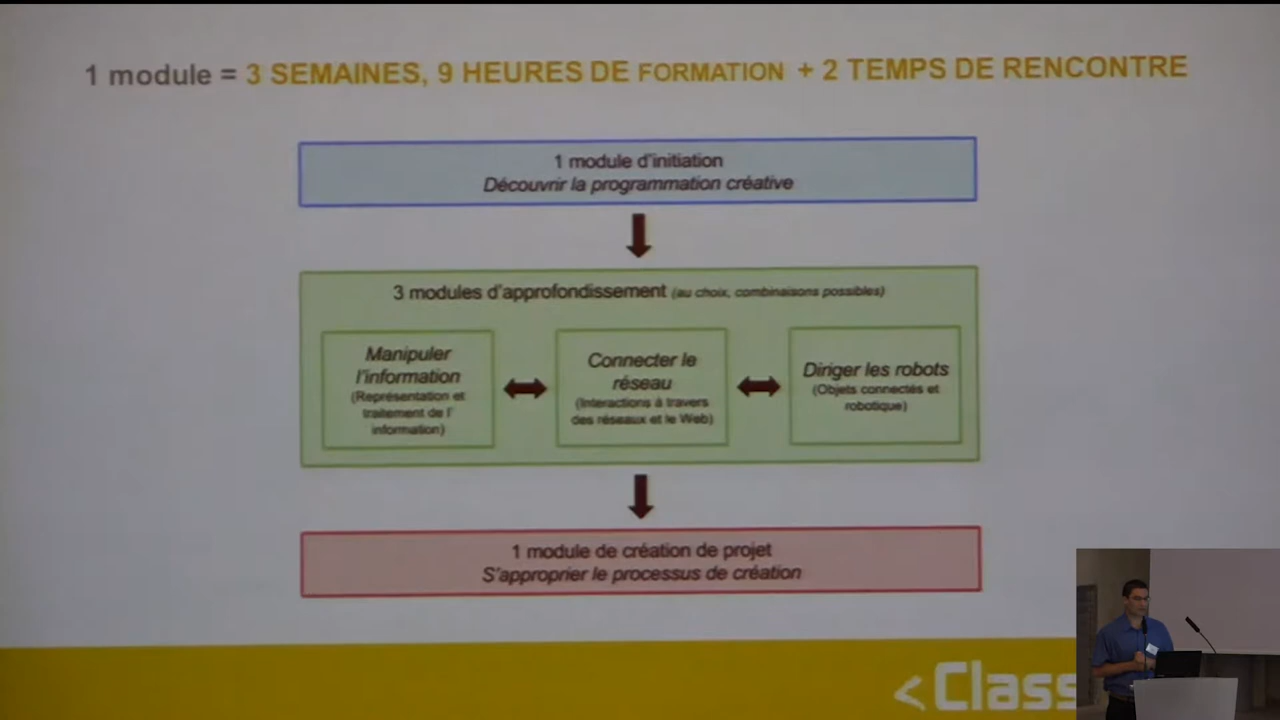 1 module = 3 SEMAINES, 9 HEURES DE FORMATION + 2 TEMPS DE RENCONTRE
1 module d'initiation
Découvrir la programmation créative
3 modules d'approfondissement (au choix, combinaisons possibles)
Manipuler
l'information
(Représentation et
traitement de l'
information)
Connecter le
réseau
(Interactions à travers
des réseaux et le Web)
Diriger les robots
(Objets connectés et
robotique)
1 module de création de projet
S'approprier le processus de création
<Class